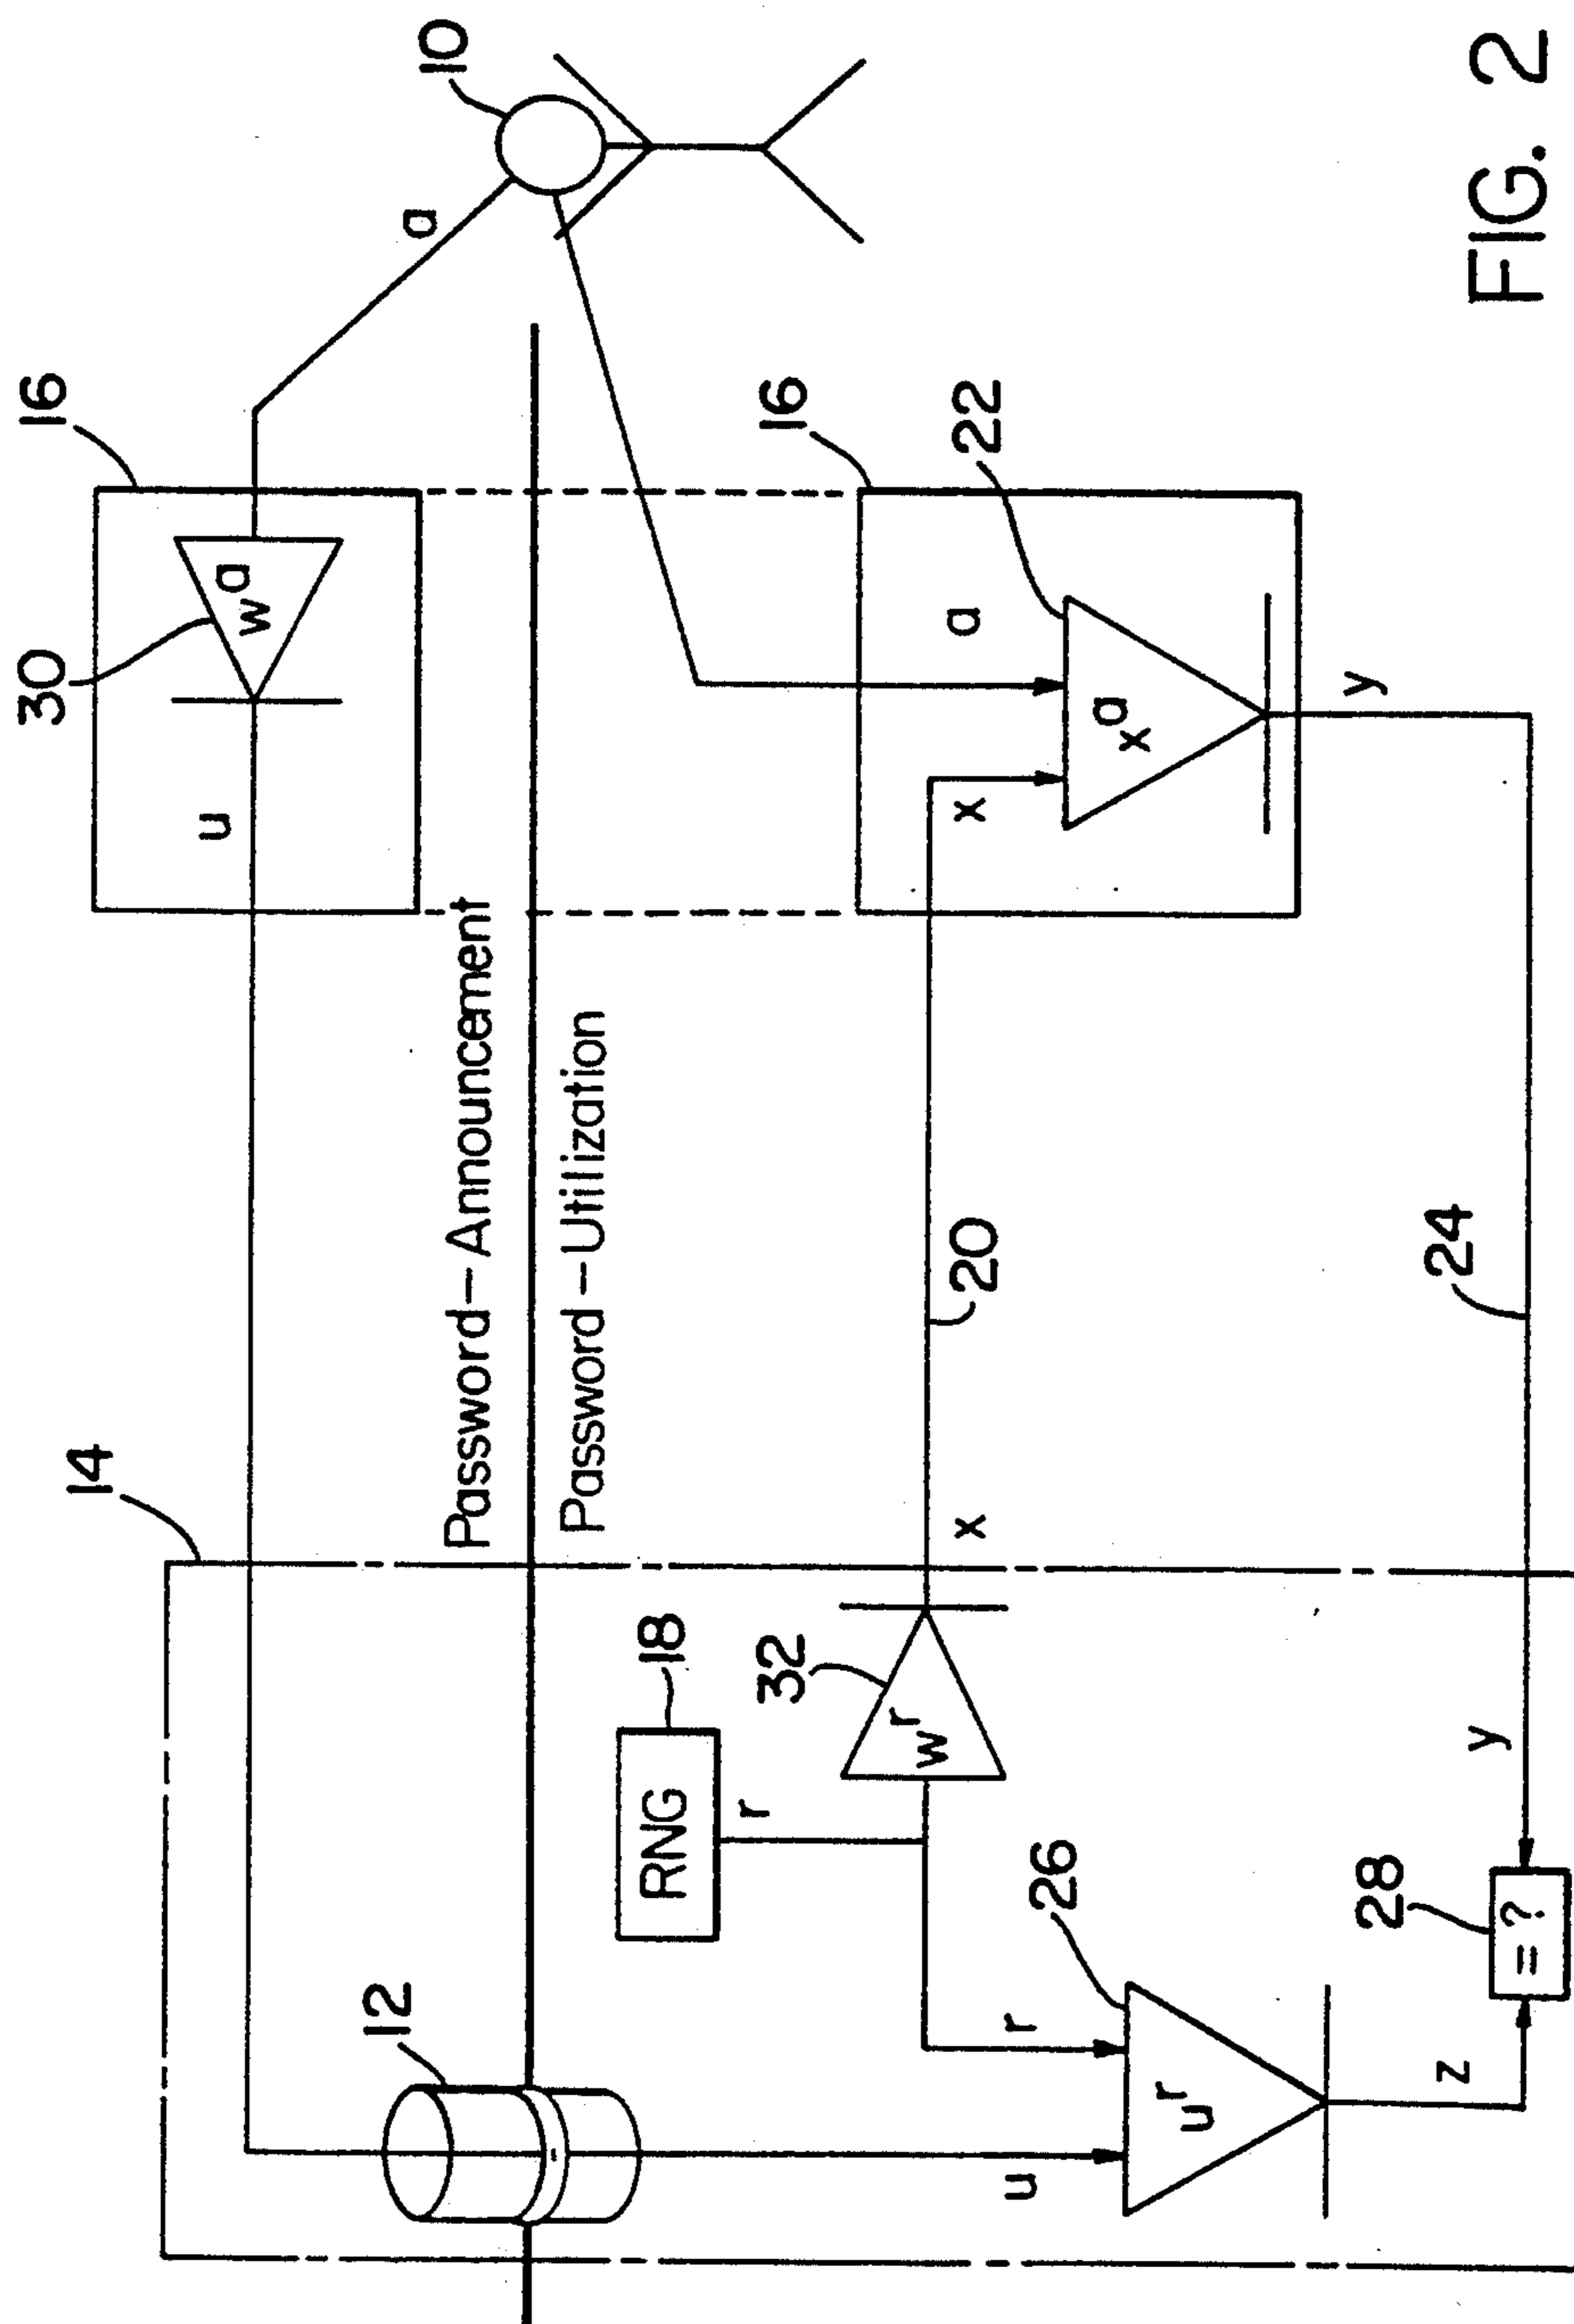 14
12
u
30
w^a
16
a
10
Password-Announcement
Password-Utilization
RNG
18
r
32
w^r
x
20
x
a
16
22
x^a
y
u
r
26
u^r
z
28
= ?
y
24
FIG. 2